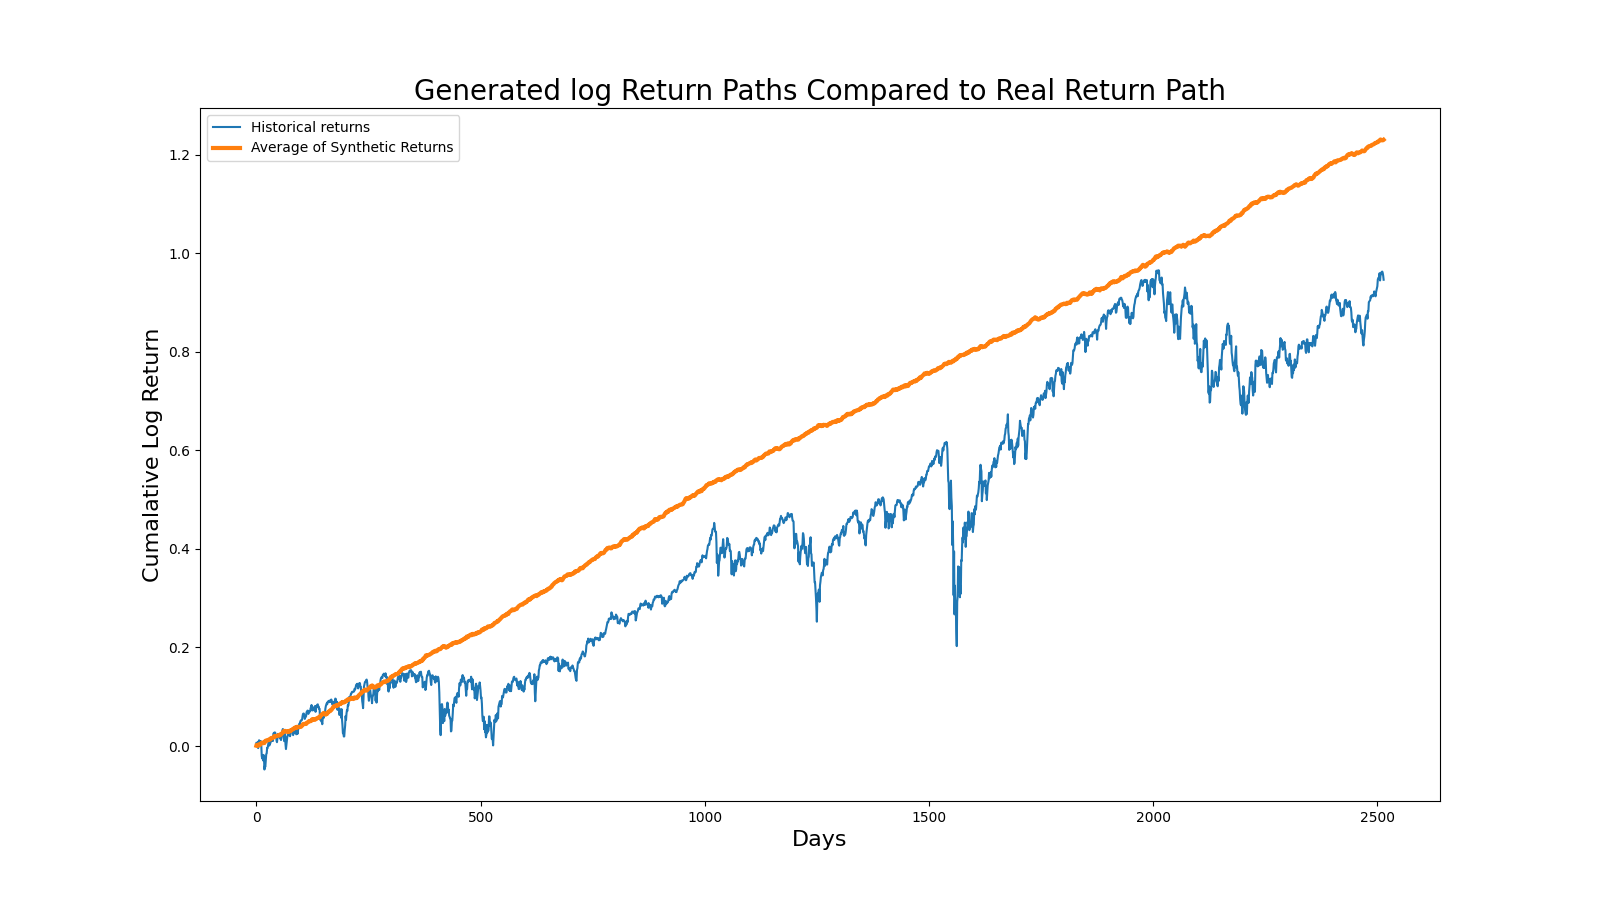 Generated log Return Paths Compared to Real Return Path
Historical returns
Average of Synthetic Returns
Cumalative Log Return
1.2
1.0
0.8
0.6
0.4
0.2
0.0
0 500 1000 1500 2000 2500
Days